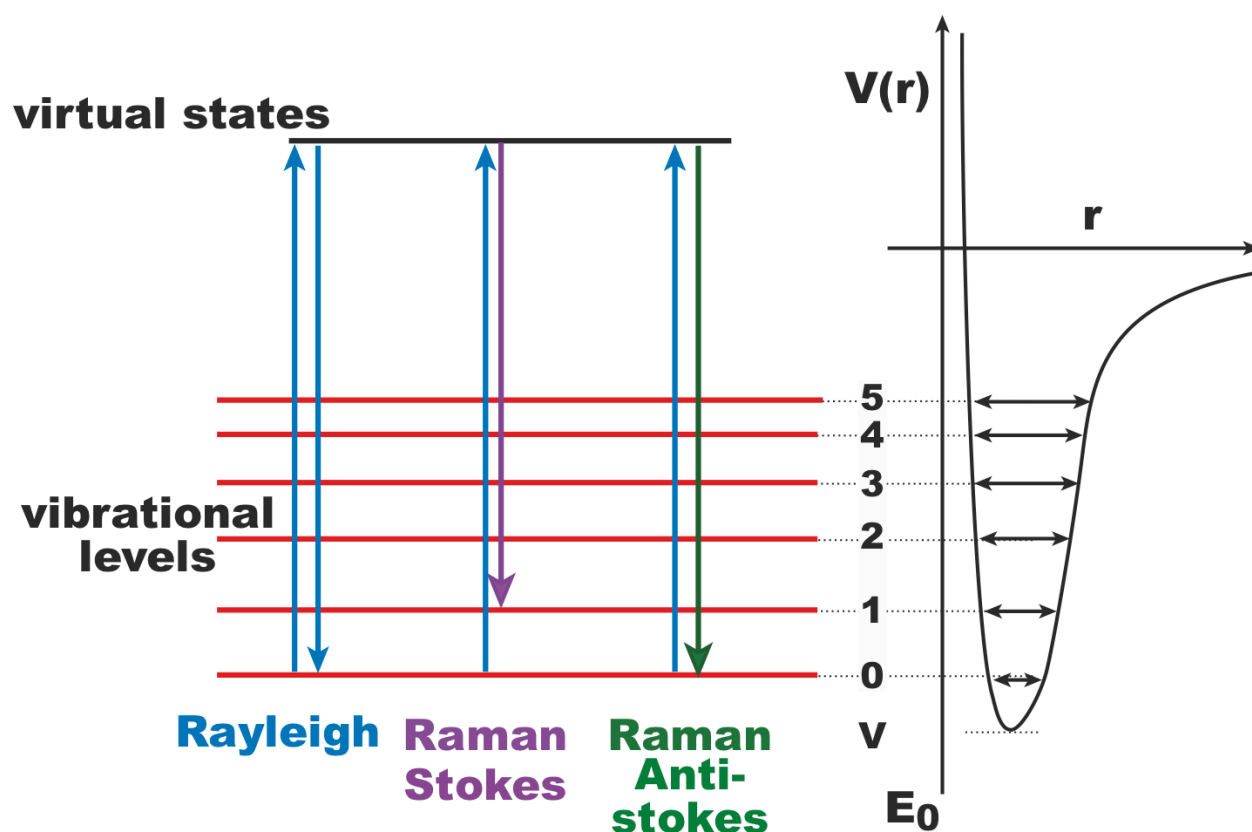 V(r)
virtual states
r
5
4
3
vibrational
levels
2
1
0
Rayleigh
Raman
Stokes
Raman
Anti-
stokes
v
E0